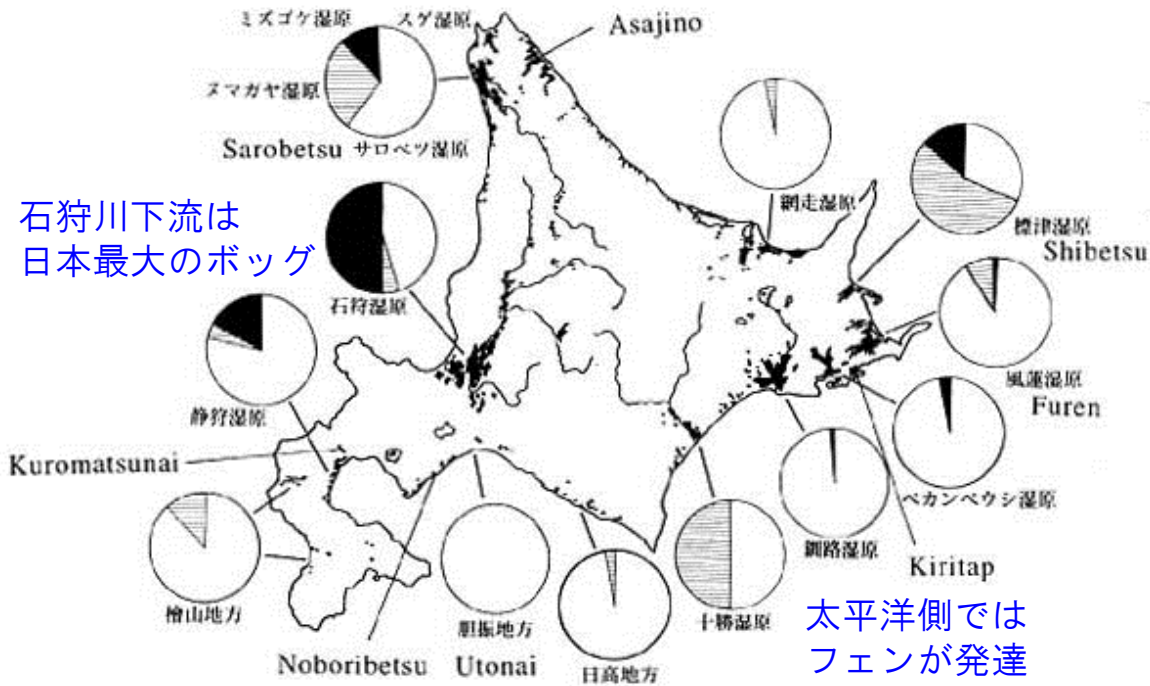 ミズゴケ湿原
スゲ湿原
Asajino
ヌマガヤ湿原
Sarobetsu サロベツ湿原
網走湿原
標津湿原
Shibetsu
石狩川下流は
日本最大のボッグ
石狩湿原
風蓮湿原
Furen
静狩湿原
Kuromatsunai
ベカンベウシ湿原
釧路湿原
Kiritap
檜山地方
胆振地方
十勝湿原
太平洋側では
フェンが発達
Noboribetsu
Utonai
日高地方